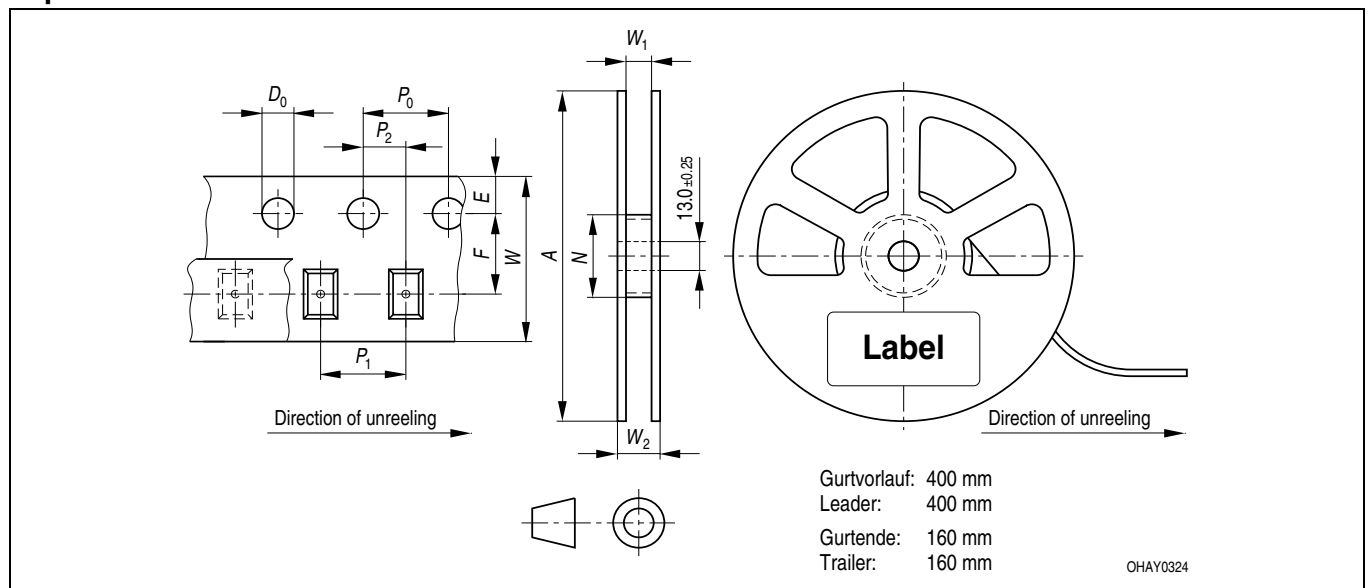 W1
D0
P0
P2
E
F
W
A
N
13.0 ±0.25
P1
W2
Label
Direction of unreeling
Direction of unreeling
Gurtvorlauf: 400 mm
Leader: 400 mm
Gurtende: 160 mm
Trailer: 160 mm
OHAY0324